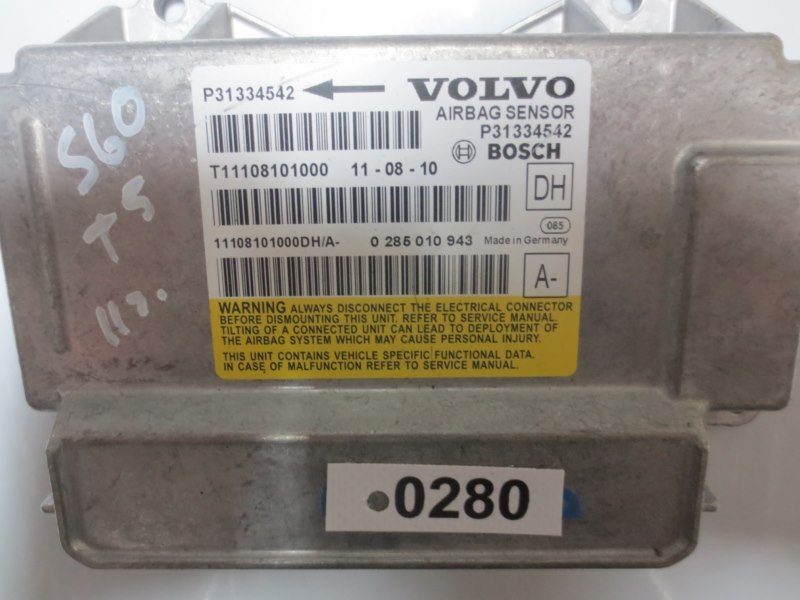 P31334542
VOLVO
AIRBAG SENSOR
P31334542
BOSCH
T11108101000 11 - 08 - 10
DH
085
11108101000DH/A- 0 285 010 943 Made in Germany
A-
WARNING ALWAYS DISCONNECT THE ELECTRICAL CONNECTOR
BEFORE DISMOUNTING THIS UNIT. REFER TO SERVICE MANUAL.
TILTING OF A CONNECTED UNIT CAN LEAD TO DEPLOYMENT OF
THE AIRBAG SYSTEM WHICH MAY CAUSE PERSONAL INJURY.
THIS UNIT CONTAINS VEHICLE SPECIFIC FUNCTIONAL DATA.
IN CASE OF MALFUNCTION REFER TO SERVICE MANUAL.
S60
T5
0280